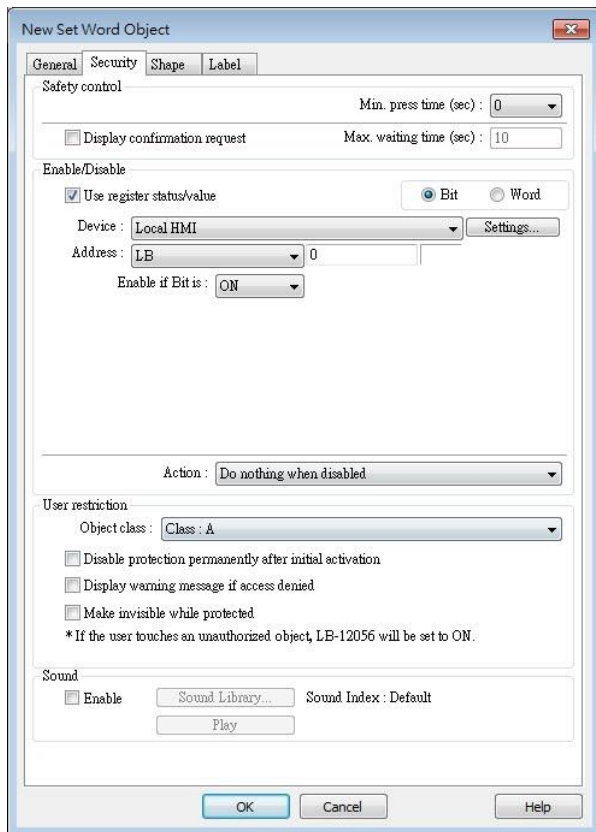 New Set Word Object
General Security Shape Label
Safety control
Min. press time (sec) : 0
Display confirmation request Max. waiting time (sec) : 10
Enable/Disable
Use register status/value Bit Word
Device : Local HMI Settings...
Address : LB 0
Enable if Bit is : ON
Action : Do nothing when disabled
User restriction
Object class : Class : A
Disable protection permanently after initial activation
Display warning message if access denied
Make invisible while protected
* If the user touches an unauthorized object, LB-12056 will be set to ON.
Sound
Enable Sound Library... Sound Index : Default
Play
OK Cancel Help